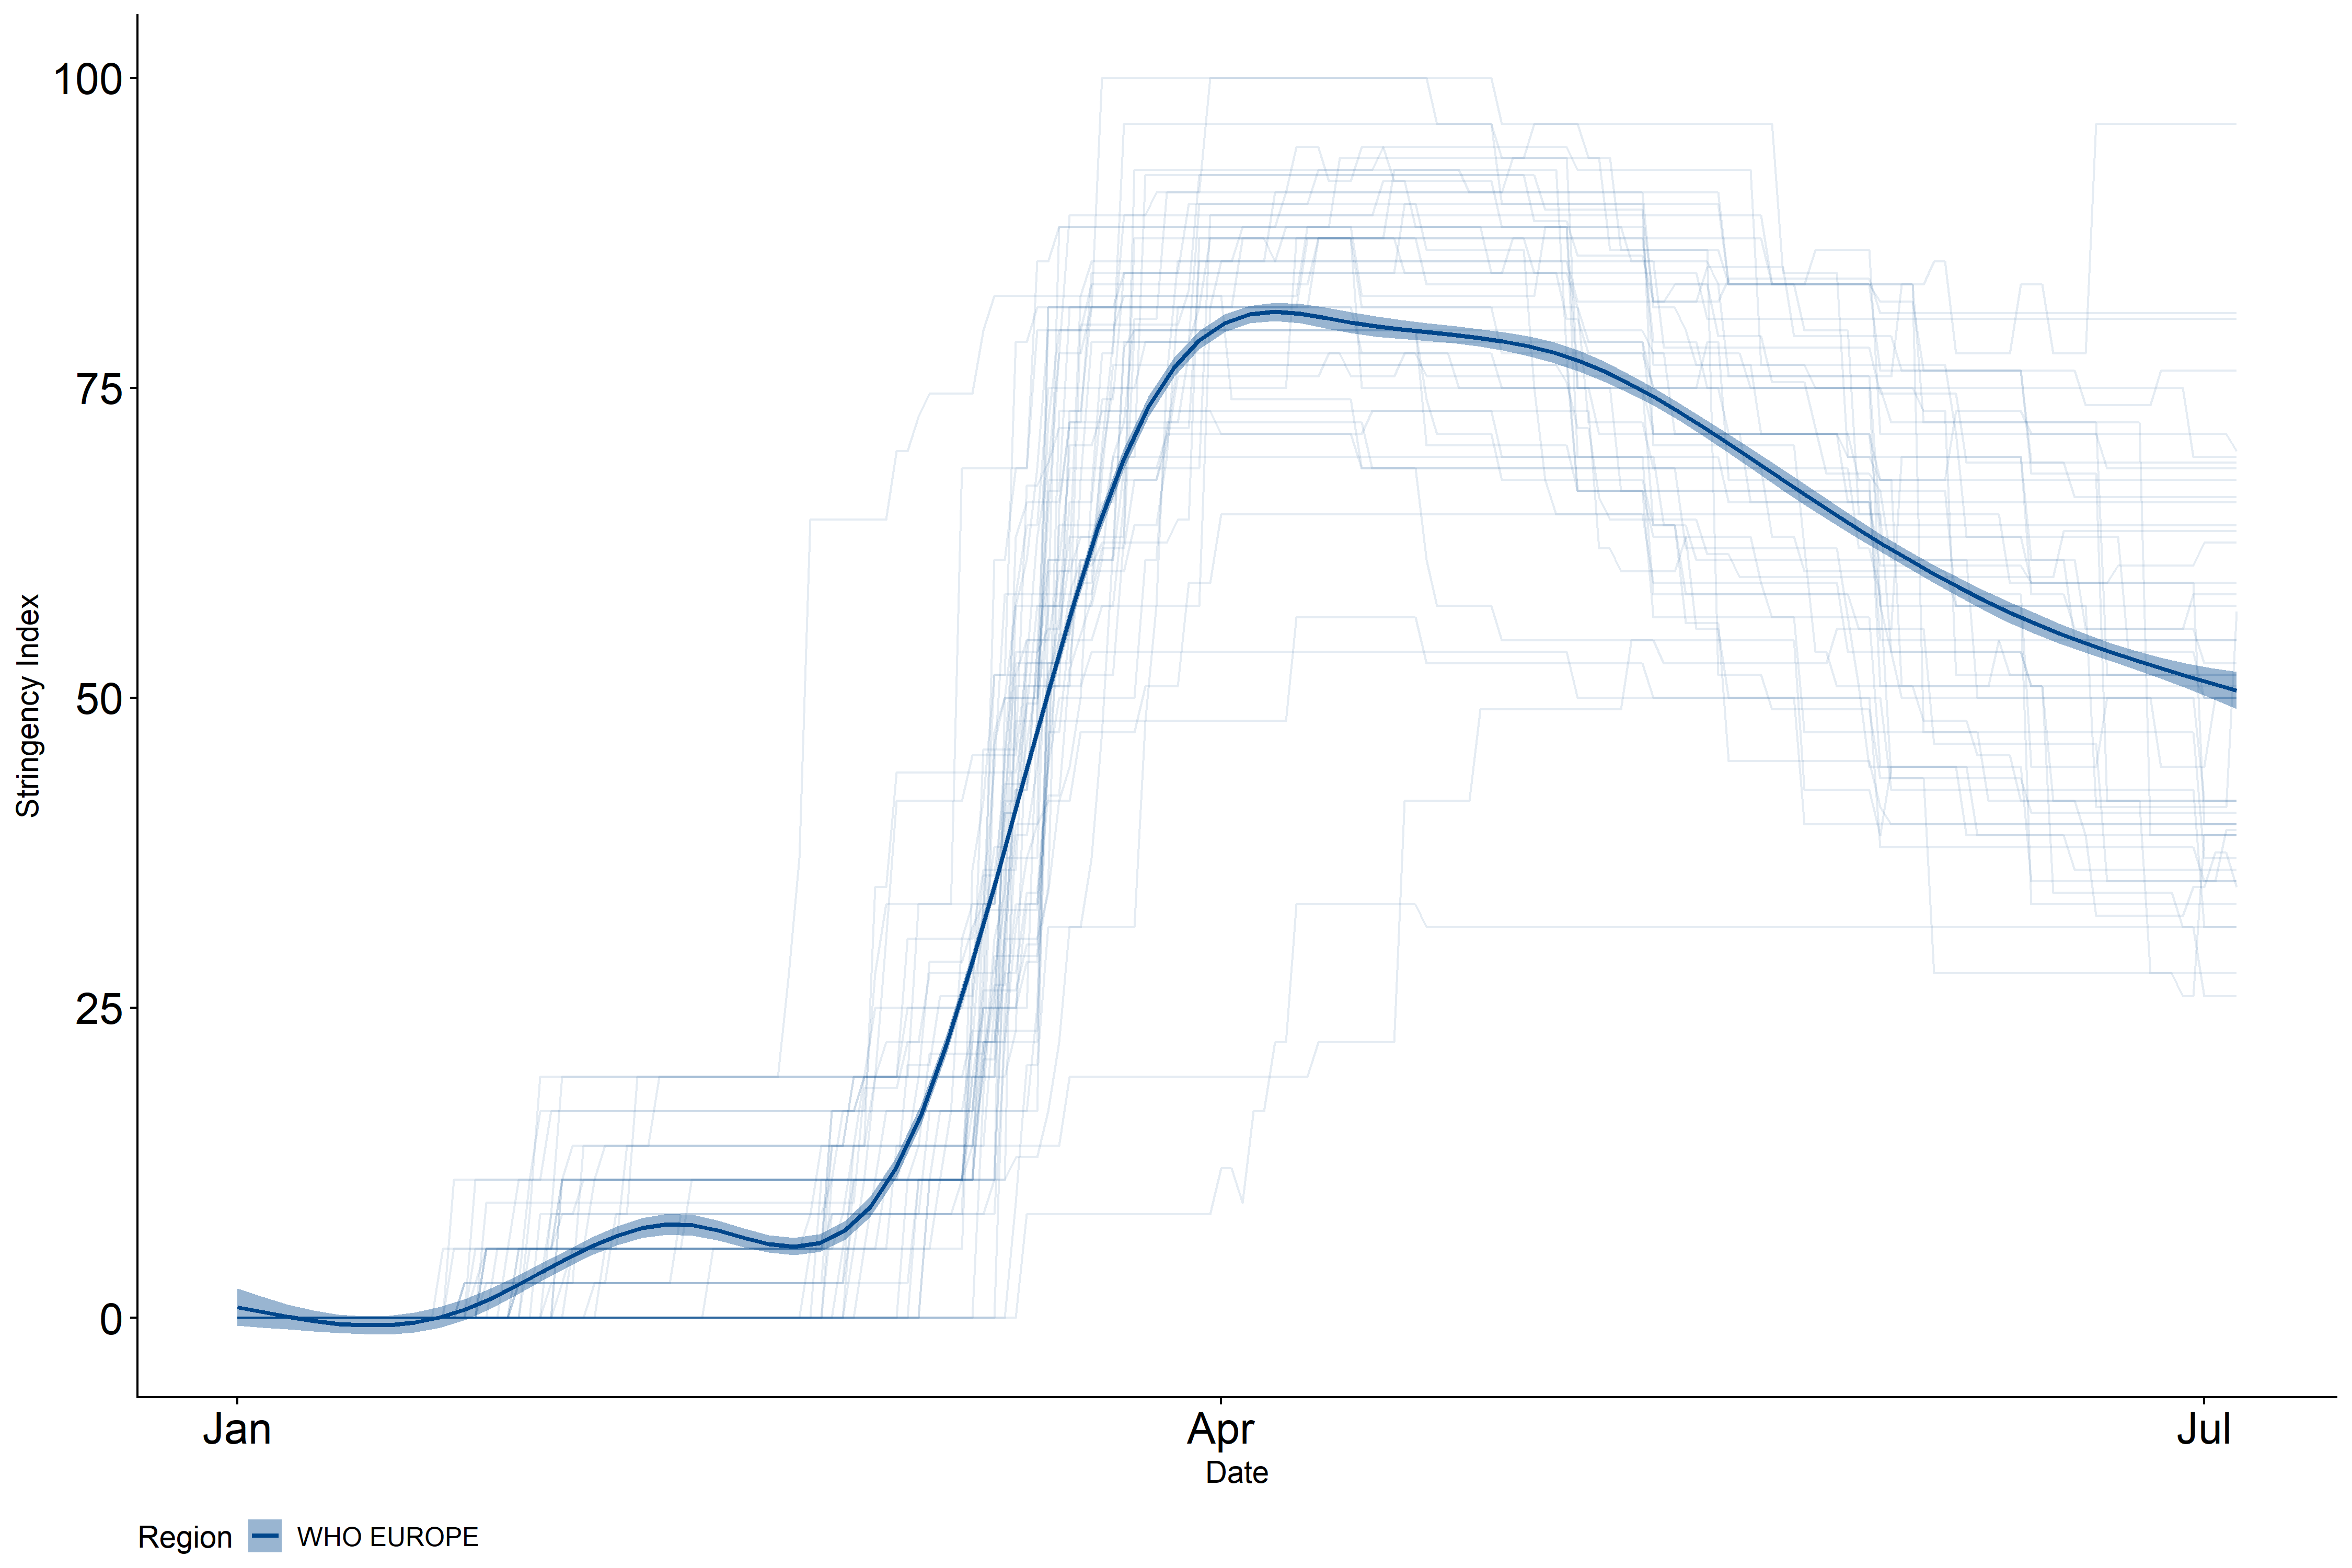 100
75
50
25
0
Stringency Index
Jan Apr Jul
Date
Region WHO EUROPE